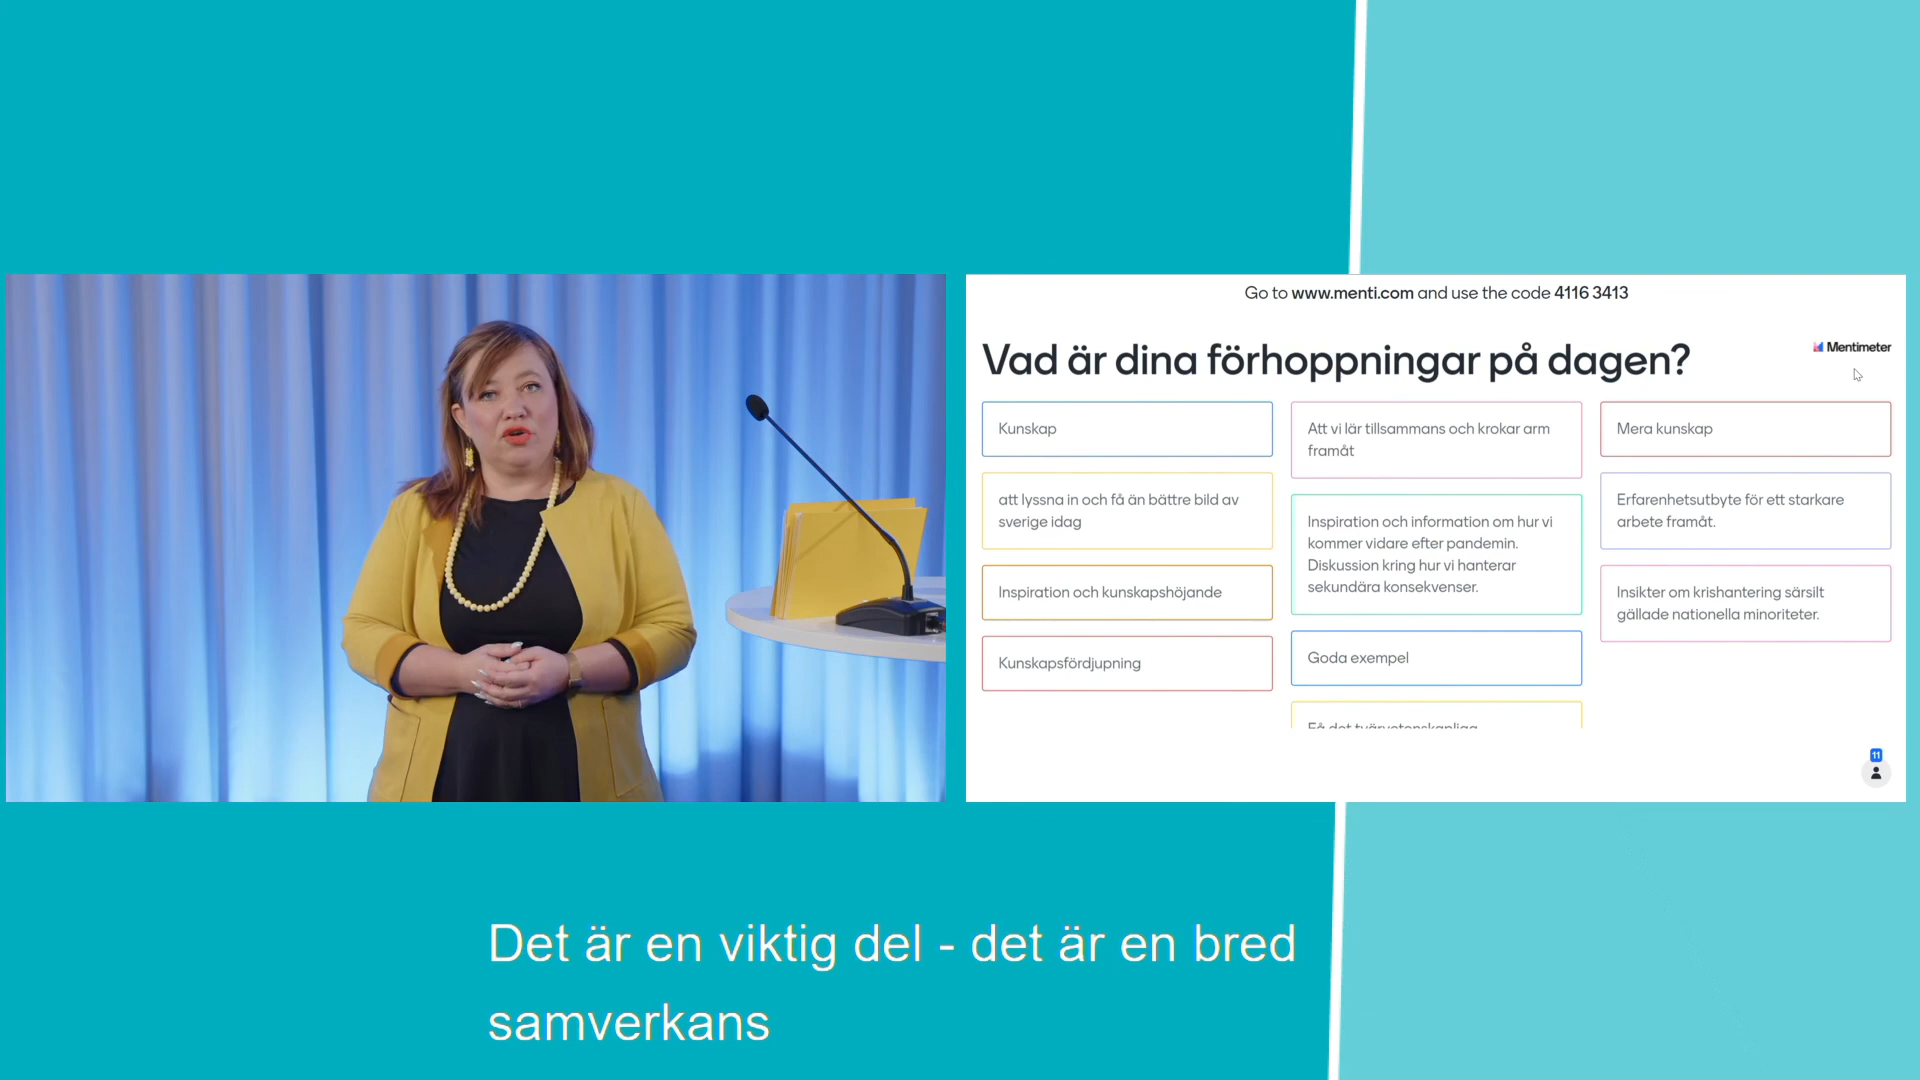 Go to www.menti.com and use the code 4116 3413
Vad är dina förhoppningar på dagen?
Mentimeter
Kunskap
att lyssna in och få än bättre bild av
sverige idag
Inspiration och kunskapshöjande
Kunskapsfördjupning
Att vi lär tillsammans och krokar arm
framåt
Inspiration och information om hur vi
kommer vidare efter pandemin.
Diskussion kring hur vi hanterar
sekundära konsekvenser.
Goda exempel
Få det tvärvetenskapliga
Mera kunskap
Erfarenhetsutbyte för ett starkare
arbete framåt.
Insikter om krishantering särsilt
gällade nationella minoriteter.
11
Det är en viktig del - det är en bred
samverkans